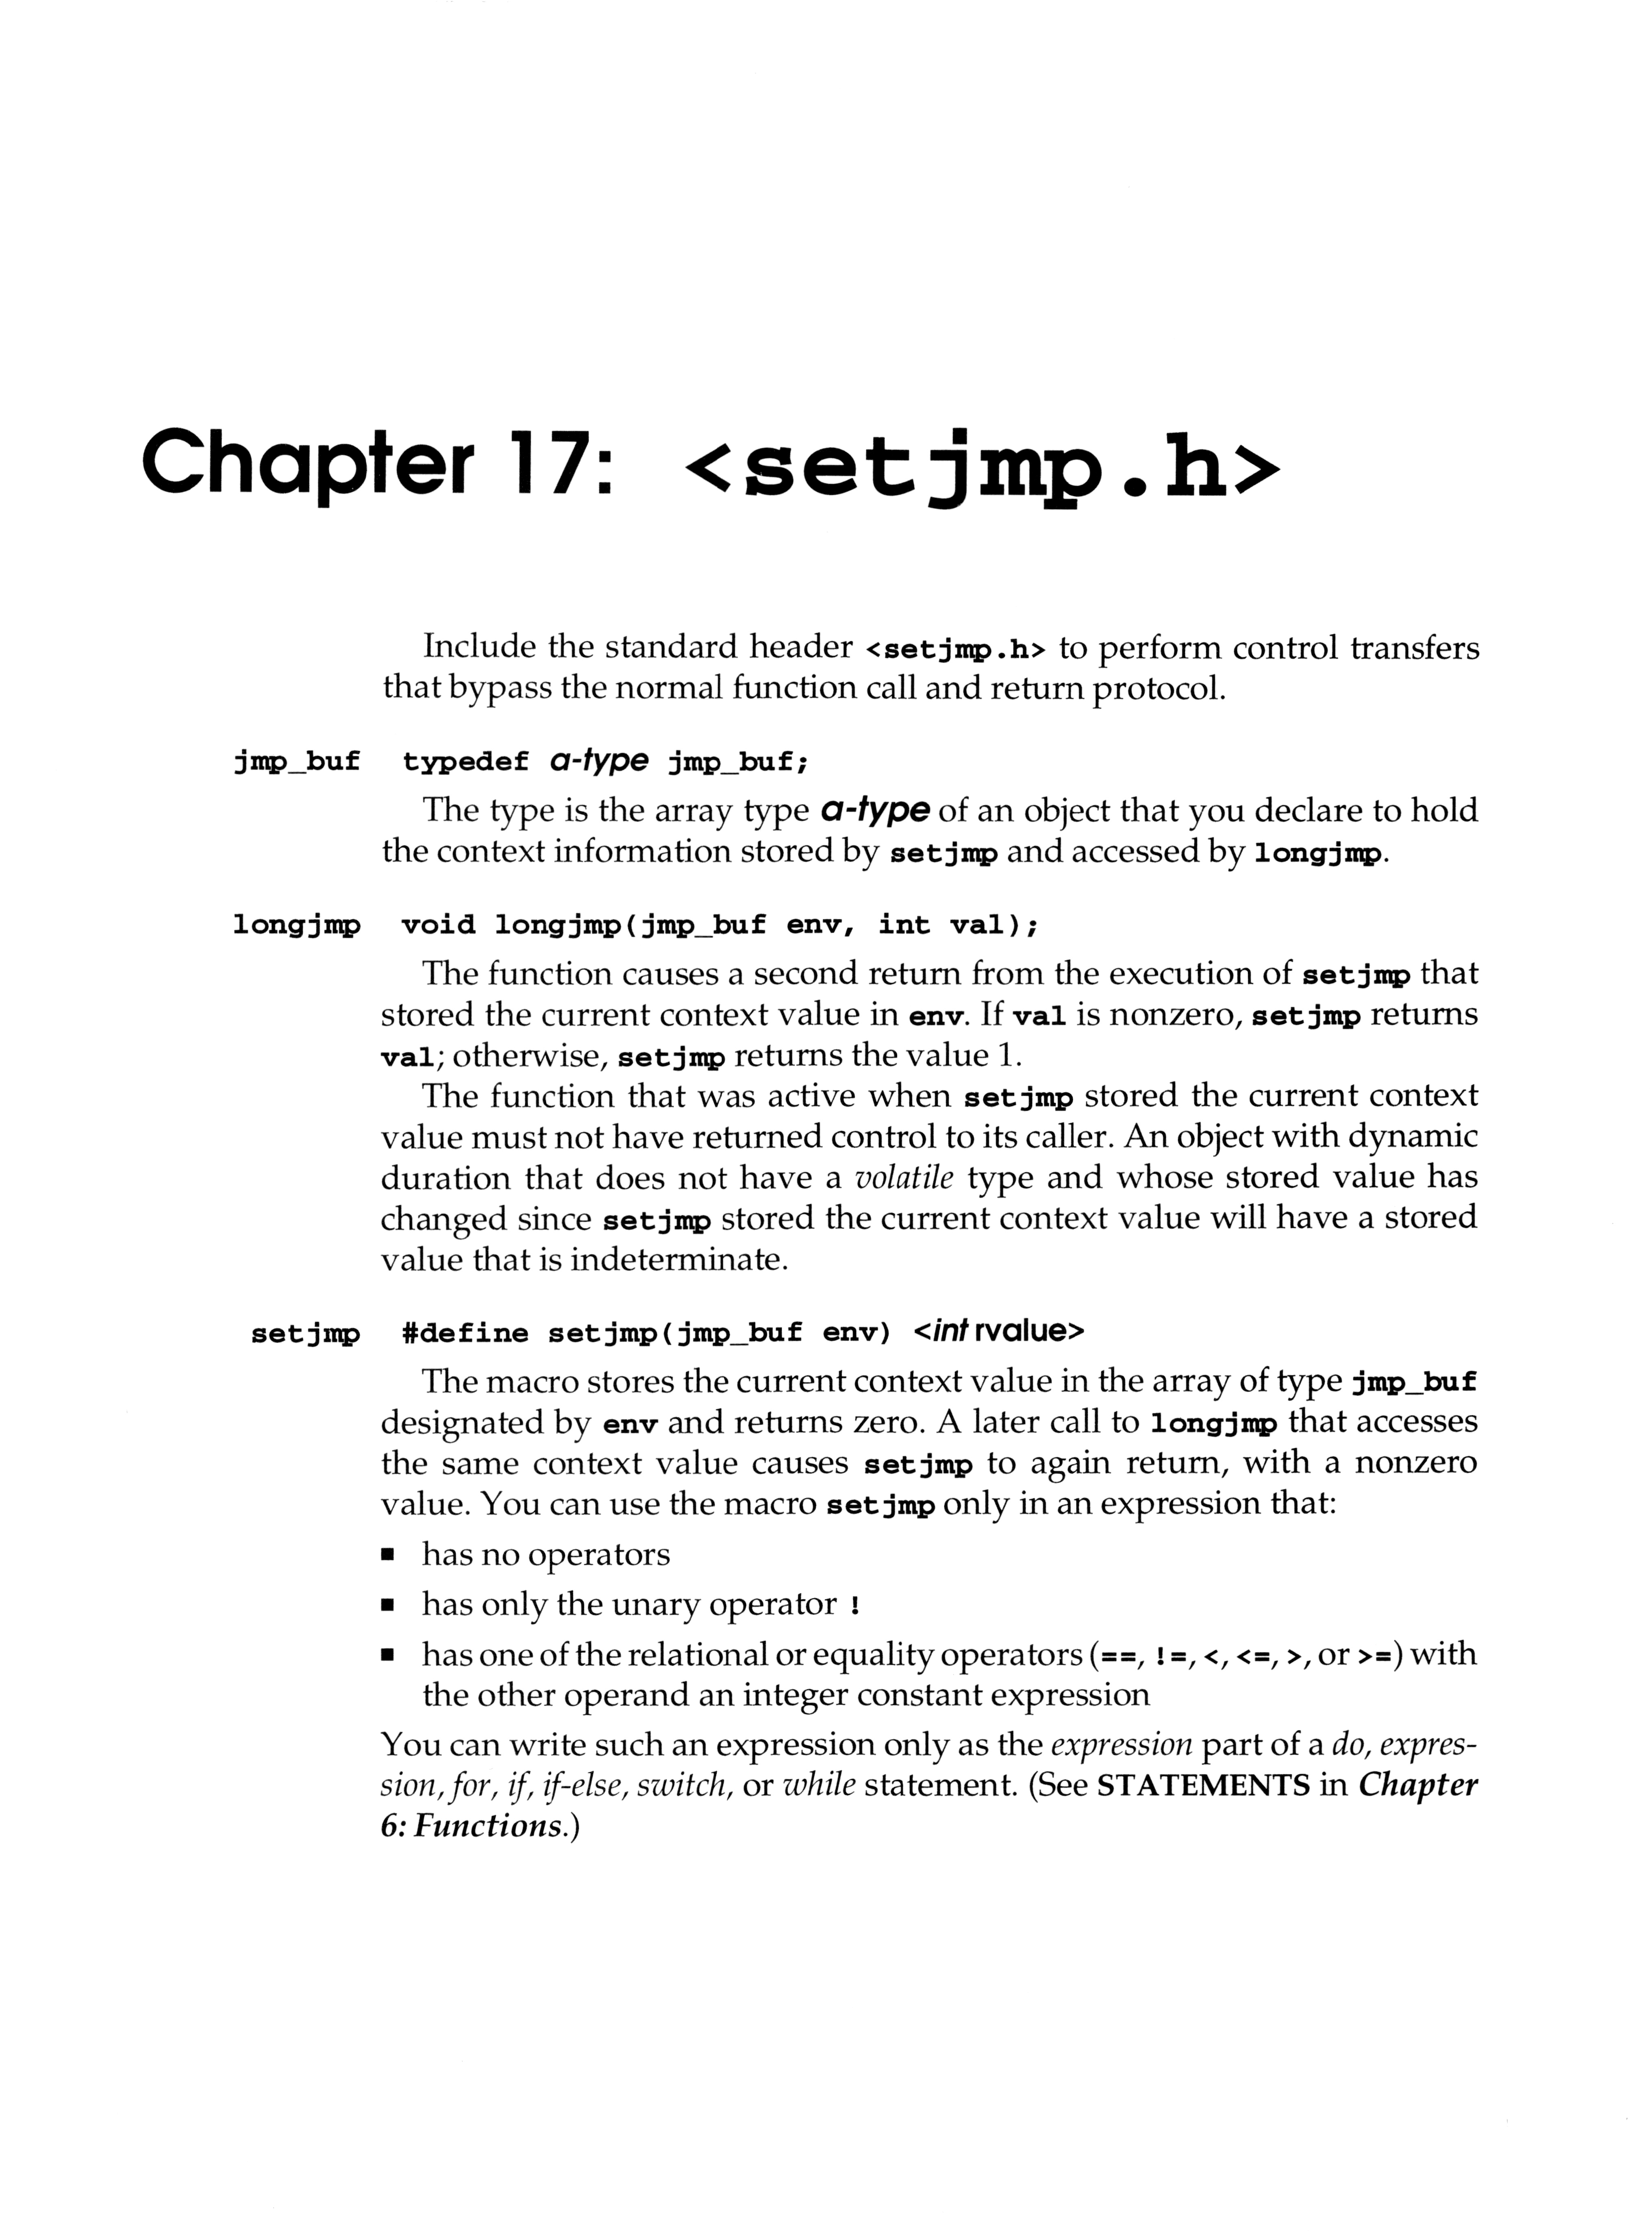 Chapter 17: <setjmp.h>
Include the standard header <setjmp.h> to perform control transfers
that bypass the normal function call and return protocol.
jmp_buf typedef a-type jmp_buf;
The type is the array type a-type of an object that you declare to hold
the context information stored by setjmp and accessed by longjmp.
longjmp void longjmp(jmp_buf env, int val);
The function causes a second return from the execution of setjmp that
stored the current context value in env. If val is nonzero, setjmp returns
val; otherwise, setjmp returns the value 1.
The function that was active when setjmp stored the current context
value must not have returned control to its caller. An object with dynamic
duration that does not have a volatile type and whose stored value has
changed since setjmp stored the current context value will have a stored
value that is indeterminate.
setjmp #define setjmp(jmp_buf env) <int rvalue>
The macro stores the current context value in the array of type jmp_buf
designated by env and returns zero. A later call to longjmp that accesses
the same context value causes setjmp to again return, with a nonzero
value. You can use the macro setjmp only in an expression that:
▪ has no operators
▪ has only the unary operator !
▪ has one of the relational or equality operators (==, !=, <, <=, >, or >=) with
the other operand an integer constant expression
You can write such an expression only as the expression part of a do, expres-
sion, for, if, if-else, switch, or while statement. (See STATEMENTS in Chapter
6: Functions.)